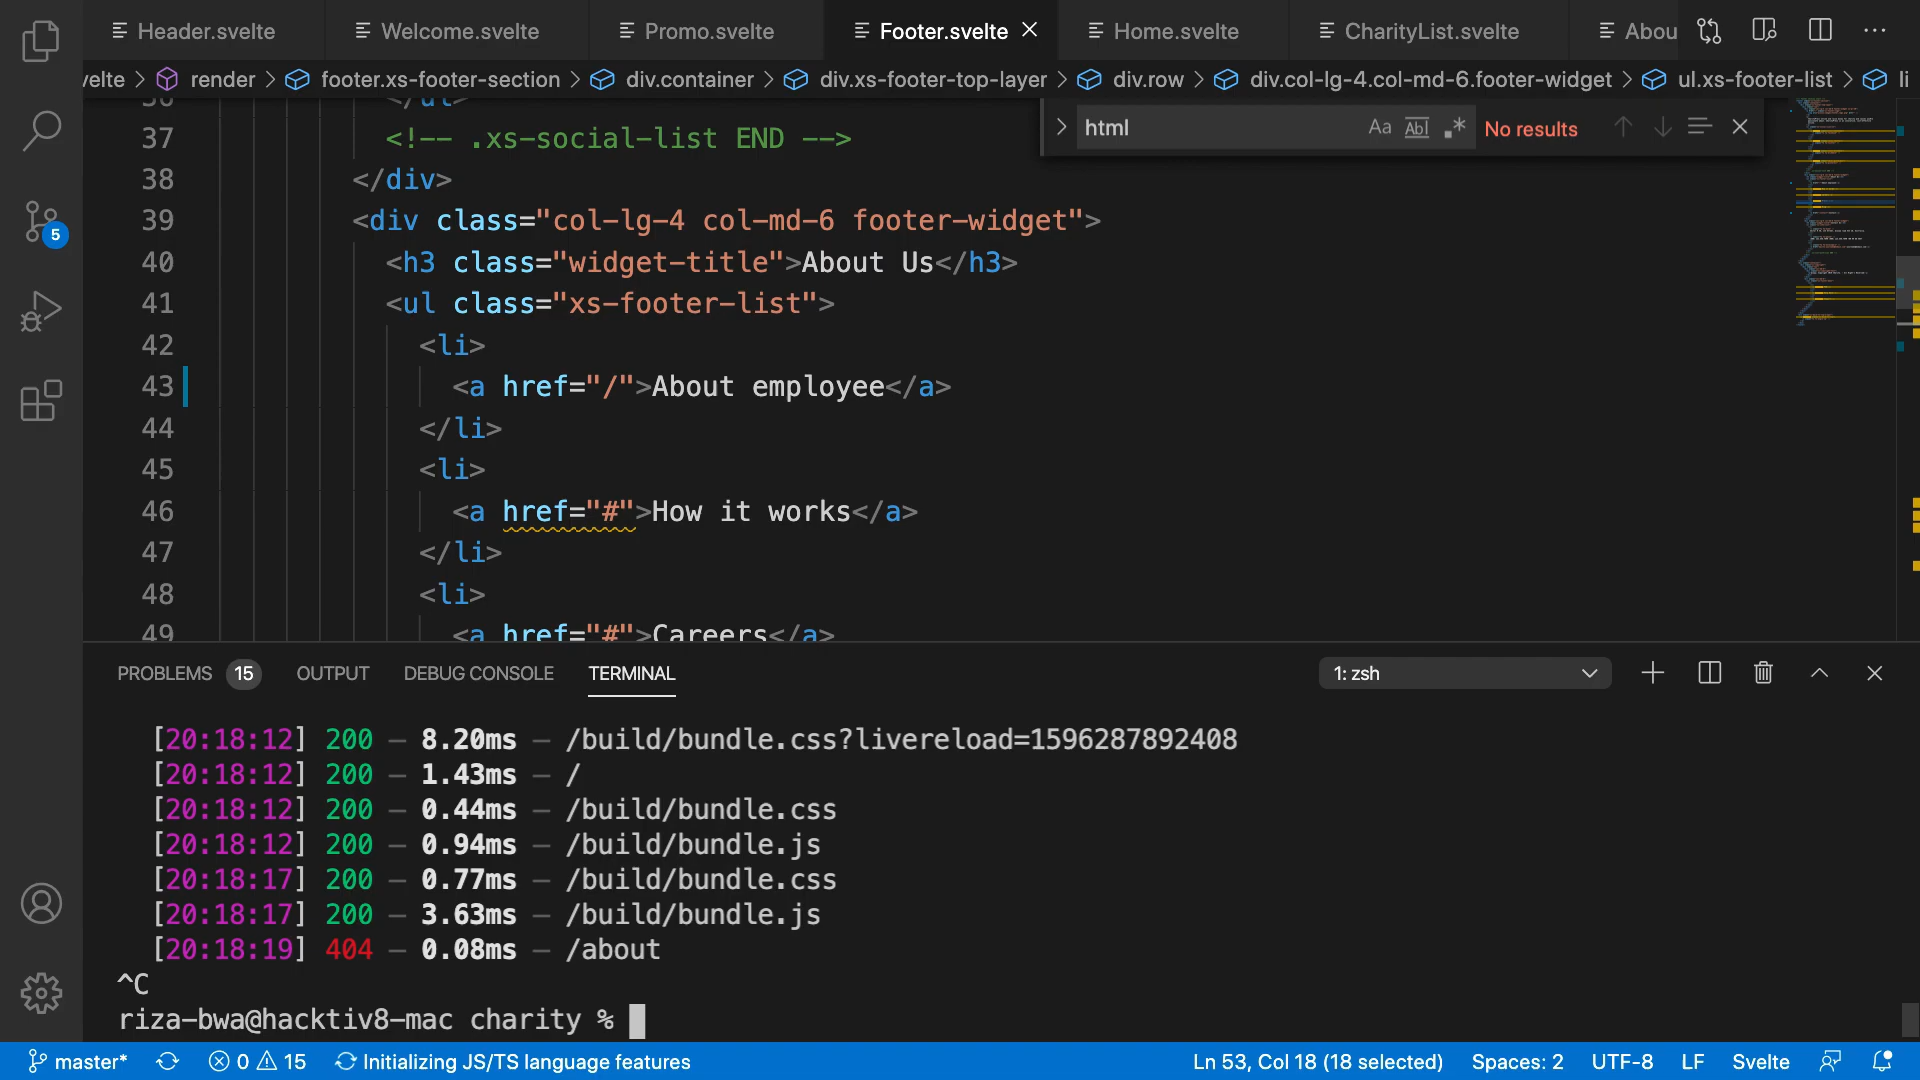 Header.svelte Welcome.svelte Promo.svelte Footer.svelte Home.svelte CharityList.svelte Abou
velte > render > footer.xs-footer-section > div.container > div.xs-footer-top-layer > div.row > div.col-lg-4.col-md-6.footer-widget > ul.xs-footer-list > li
html Aa Abl .* No results
36 </ul>
37 <!-- .xs-social-list END -->
38 </div>
39 <div class="col-lg-4 col-md-6 footer-widget">
40 <h3 class="widget-title">About Us</h3>
41 <ul class="xs-footer-list">
42 <li>
43 <a href="/">About employee</a>
44 </li>
45 <li>
46 <a href="#">How it works</a>
47 </li>
48 <li>
49 <a href="#">Careers</a>
5
PROBLEMS 15 OUTPUT DEBUG CONSOLE TERMINAL 1: zsh
[20:18:12] 200 — 8.20ms — /build/bundle.css?livereload=1596287892408
[20:18:12] 200 — 1.43ms — /
[20:18:12] 200 — 0.44ms — /build/bundle.css
[20:18:12] 200 — 0.94ms — /build/bundle.js
[20:18:17] 200 — 0.77ms — /build/bundle.css
[20:18:17] 200 — 3.63ms — /build/bundle.js
[20:18:19] 404 — 0.08ms — /about
^C
riza-bwa@hacktiv8-mac charity %
master* 0 15 Initializing JS/TS language features Ln 53, Col 18 (18 selected) Spaces: 2 UTF-8 LF Svelte